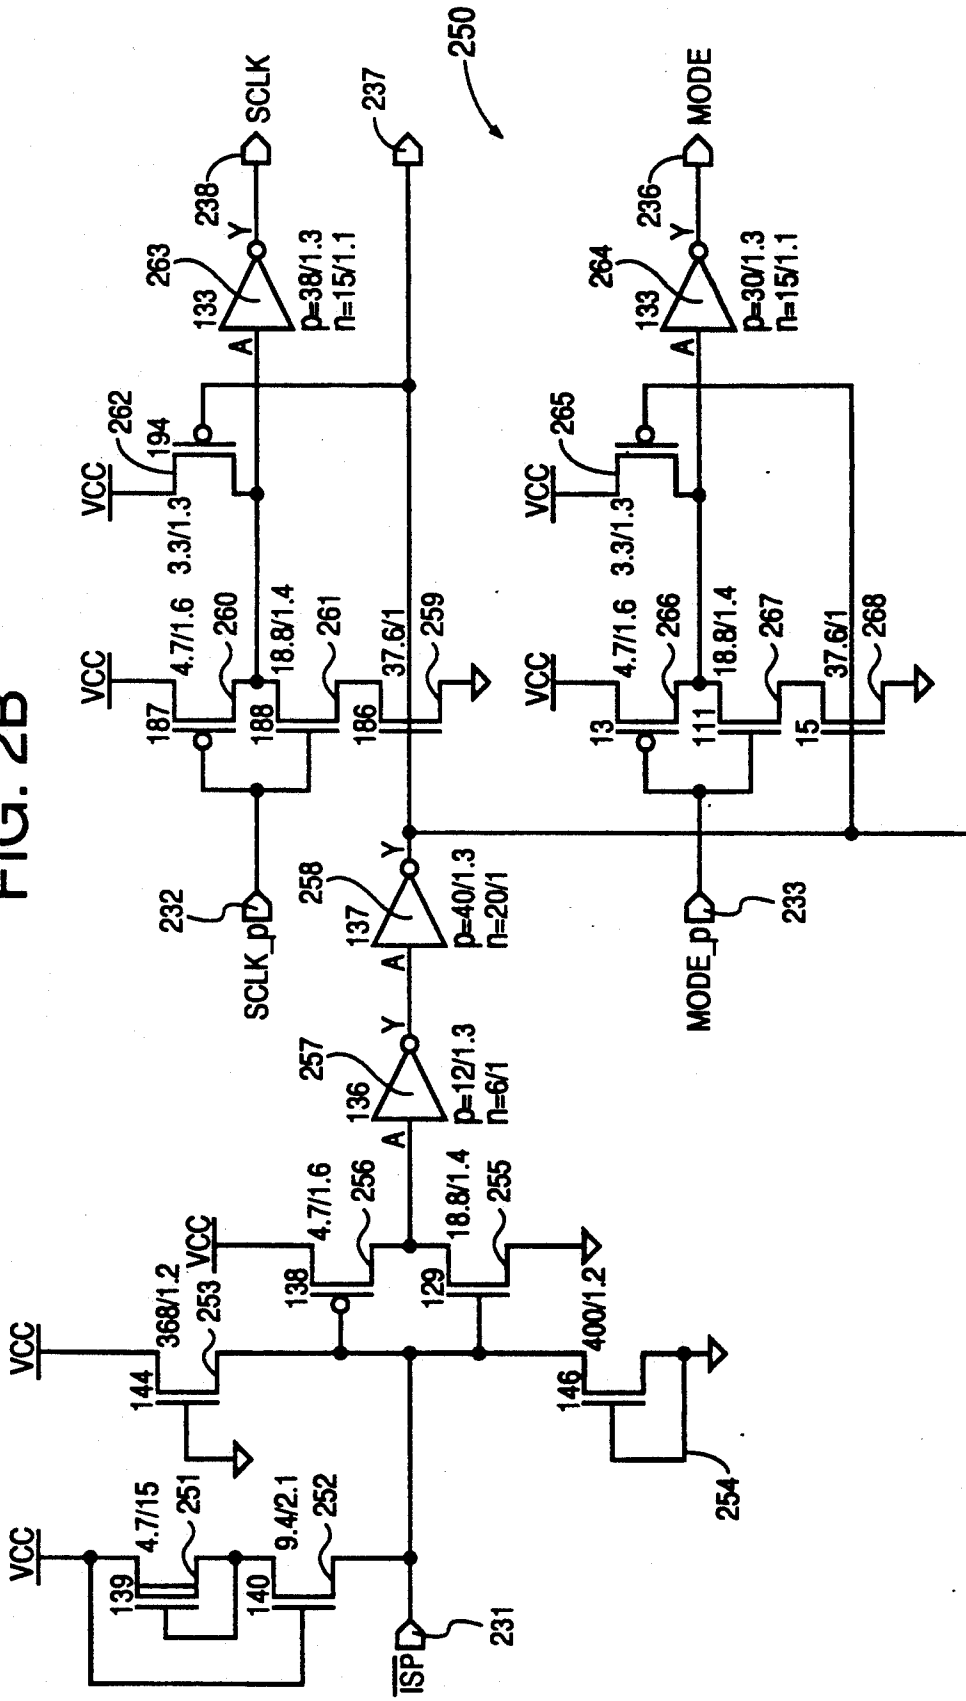 FIG. 2B
250
VCC
139
4.7/15
251
140
9.4/2.1
252
ISP
231
VCC
144
368/1.2
253
146
400/1.2
254
VCC
138
4.7/1.6
256
129
18.8/1.4
255
A
136
257
Y
p=12/1.3
n=6/1
A
137
258
Y
p=40/1.3
n=20/1
232
SCLK_p
VCC
187
4.7/1.6
260
188
18.8/1.4
261
186
37.6/1
259
VCC
262
194
3.3/1.3
A
133
263
Y
p=38/1.3
n=15/1.1
238
SCLK
237
MODE_p
233
VCC
13
4.7/1.6
266
111
18.8/1.4
267
15
37.6/1
268
VCC
265
3.3/1.3
A
133
264
Y
p=30/1.3
n=15/1.1
236
MODE